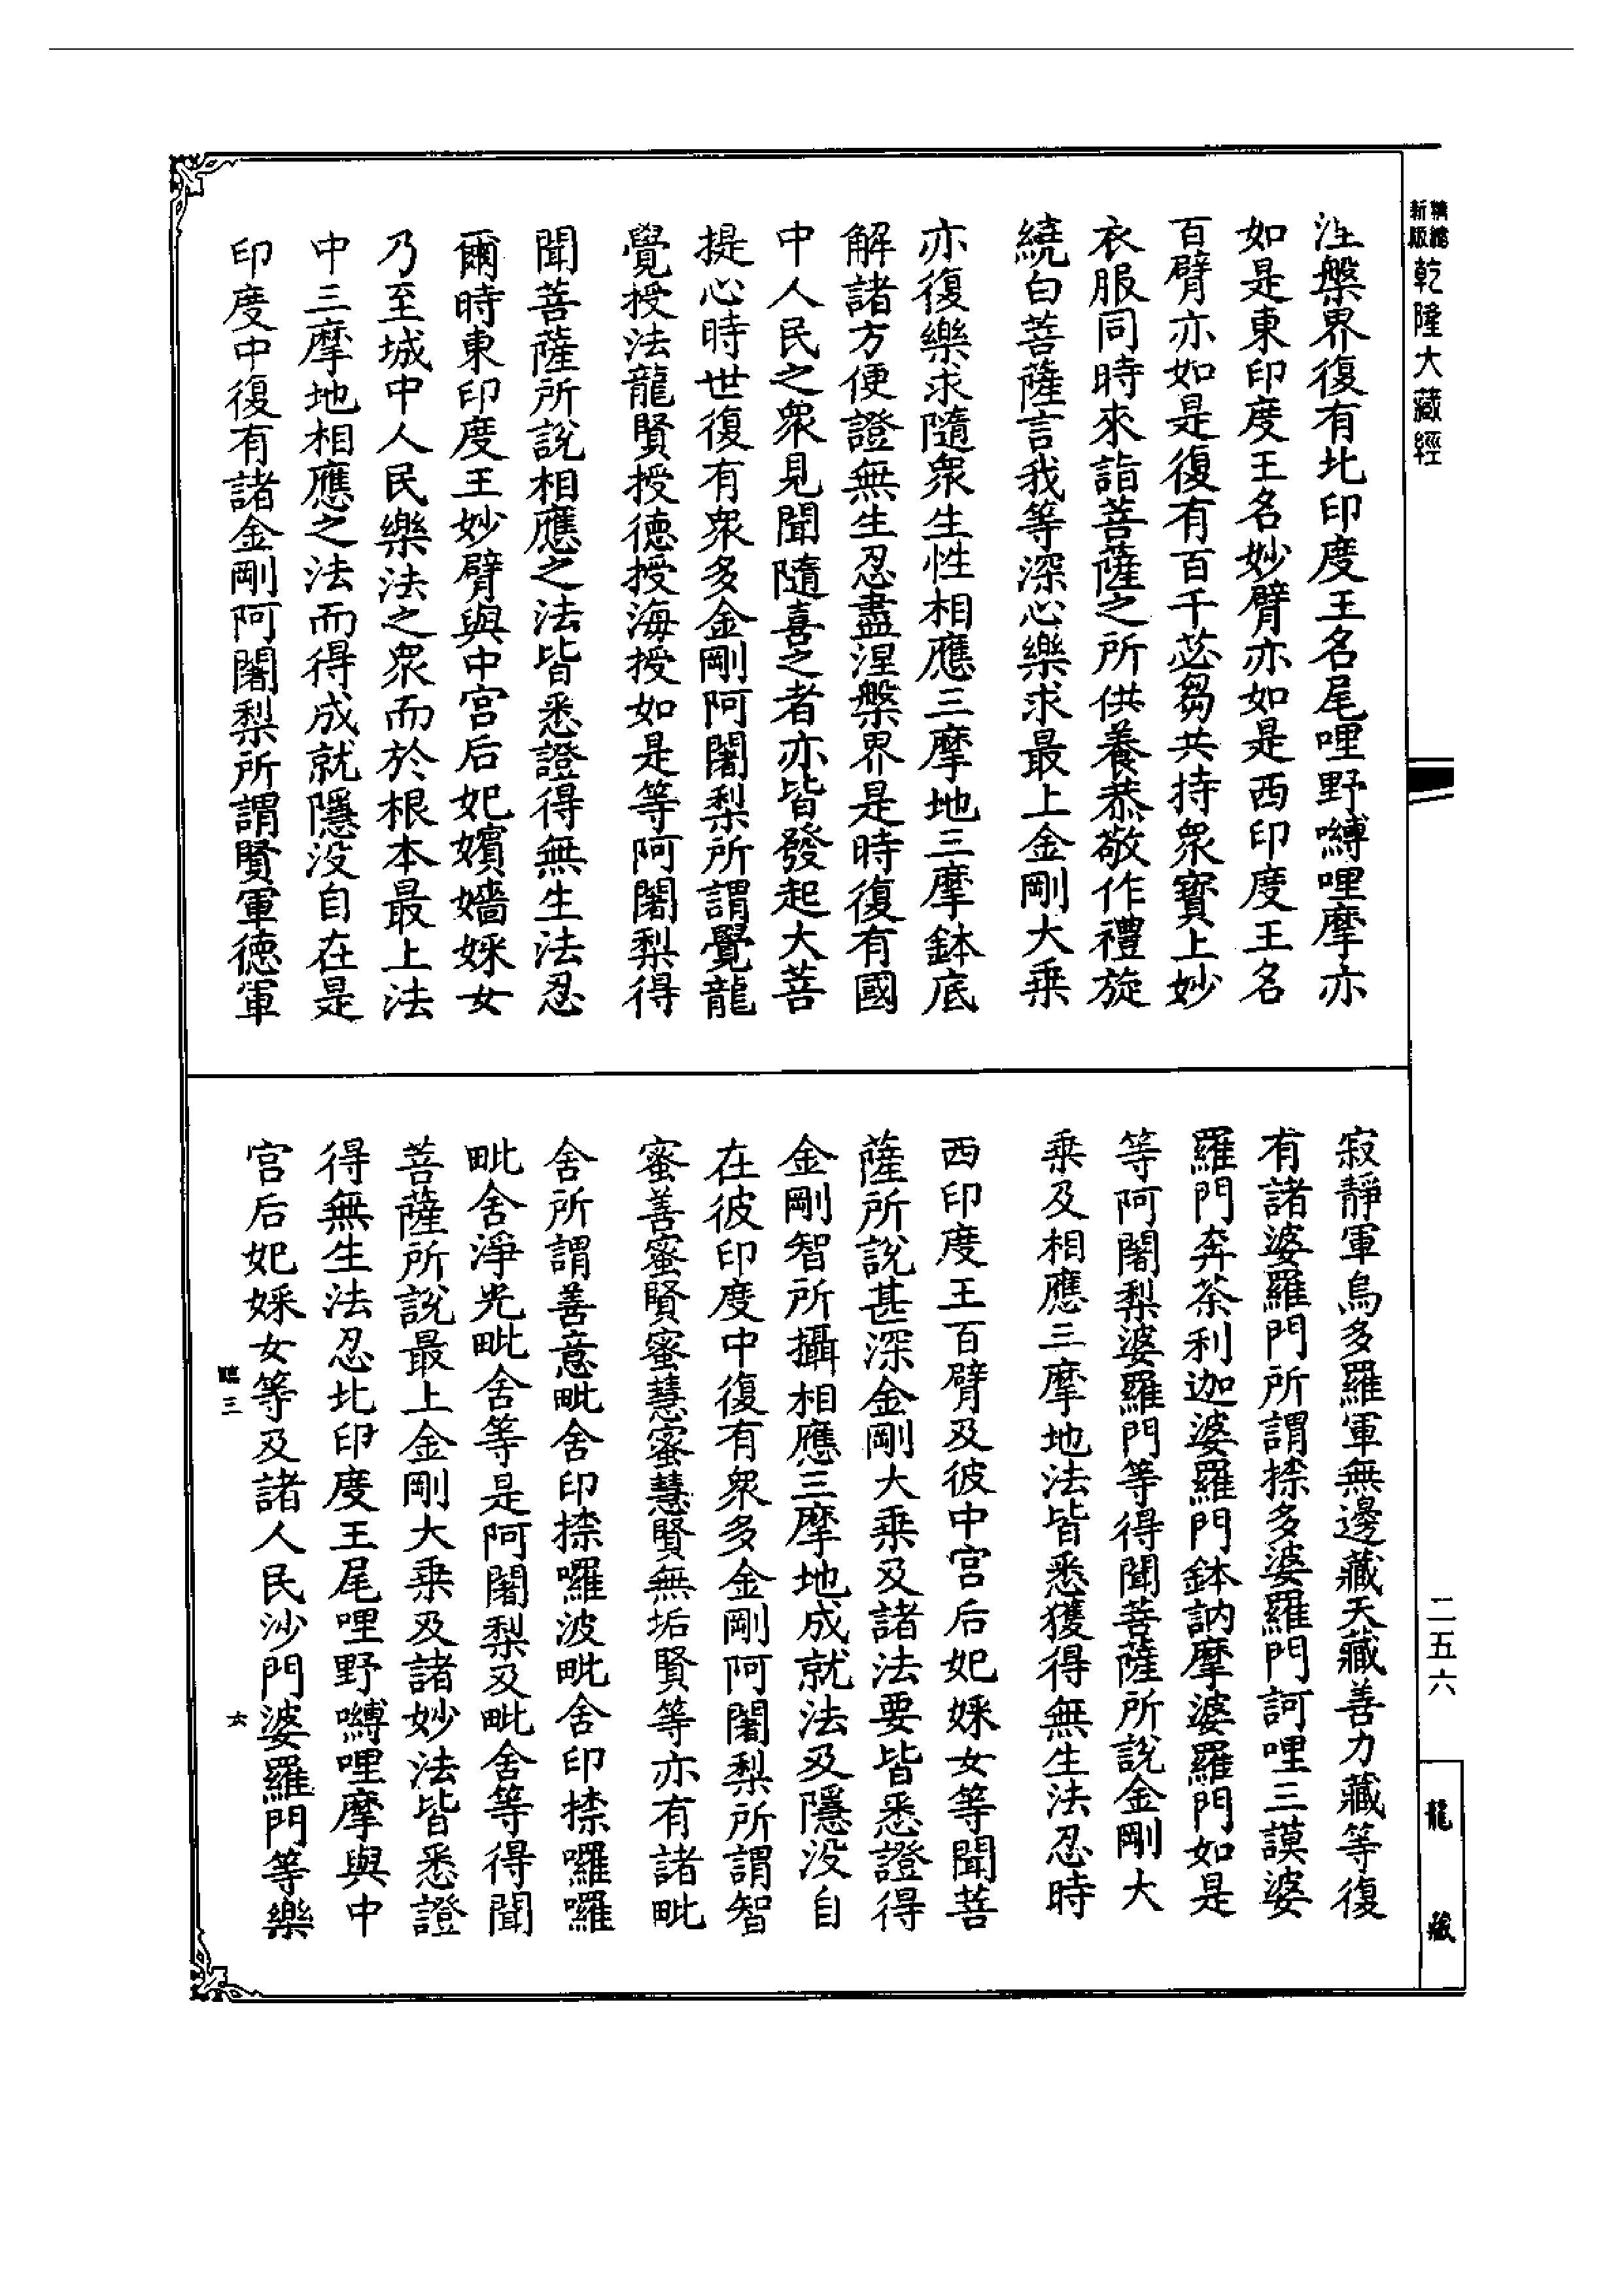 精繕新版乾隆大藏經
涅槃界復有北印度王名尾哩野嚩哩摩亦
如是東印度王名妙臂亦如是西印度王名
百臂亦如是復有百千苾芻共持衆寳上妙
衣服同時來詣菩薩之所供養恭敬作禮旋
繞白菩薩言我等深心樂求最上金剛大乗
亦復樂求隨衆生性相應三摩地三摩鉢底
解諸方便證無生忍盡涅槃界是時復有國
中人民之衆見聞隨喜之者亦皆發起大菩
提心時世復有衆多金剛阿闍梨所謂覺龍
覺授法龍賢授德授海授如是等阿闍梨得
聞菩薩所說相應之法皆悉證得無生法忍
爾時東印度王妙臂與中宮后妃嬪嬙婇女
乃至城中人民樂法之衆而於根本最上法
中三摩地相應之法而得成就隱没自在是
印度中復有諸金剛阿闍梨所謂賢軍德軍
寂靜軍烏多羅軍無邊藏天藏善力藏等復
有諸婆羅門所謂捺多婆羅門訶哩三謨婆
羅門奔茶利迦婆羅門鉢訥摩婆羅門如是
等阿闍梨婆羅門等得聞菩薩所說金剛大
乗及相應三摩地法皆悉獲得無生法忍時
西印度王百臂及彼中宮后妃婇女等聞菩
薩所說甚深金剛大乗及諸法要皆悉證得
金剛智所攝相應三摩地成就法及隱没自
在彼印度中復有衆多金剛阿闍梨所謂智
蜜善蜜賢蜜慧蜜慧賢無垢賢等亦有諸毗
舍所謂善意毗舍印捺囉波毗舍印捺囉囉
毗舍淨光毗舍等是阿闍梨及毗舍等得聞
菩薩所說最上金剛大乗及諸妙法皆悉證
得無生法忍北印度王尾哩野嚩哩摩與中
宮后妃婇女等及諸人民沙門婆羅門等樂
三
六
二五六
龍藏